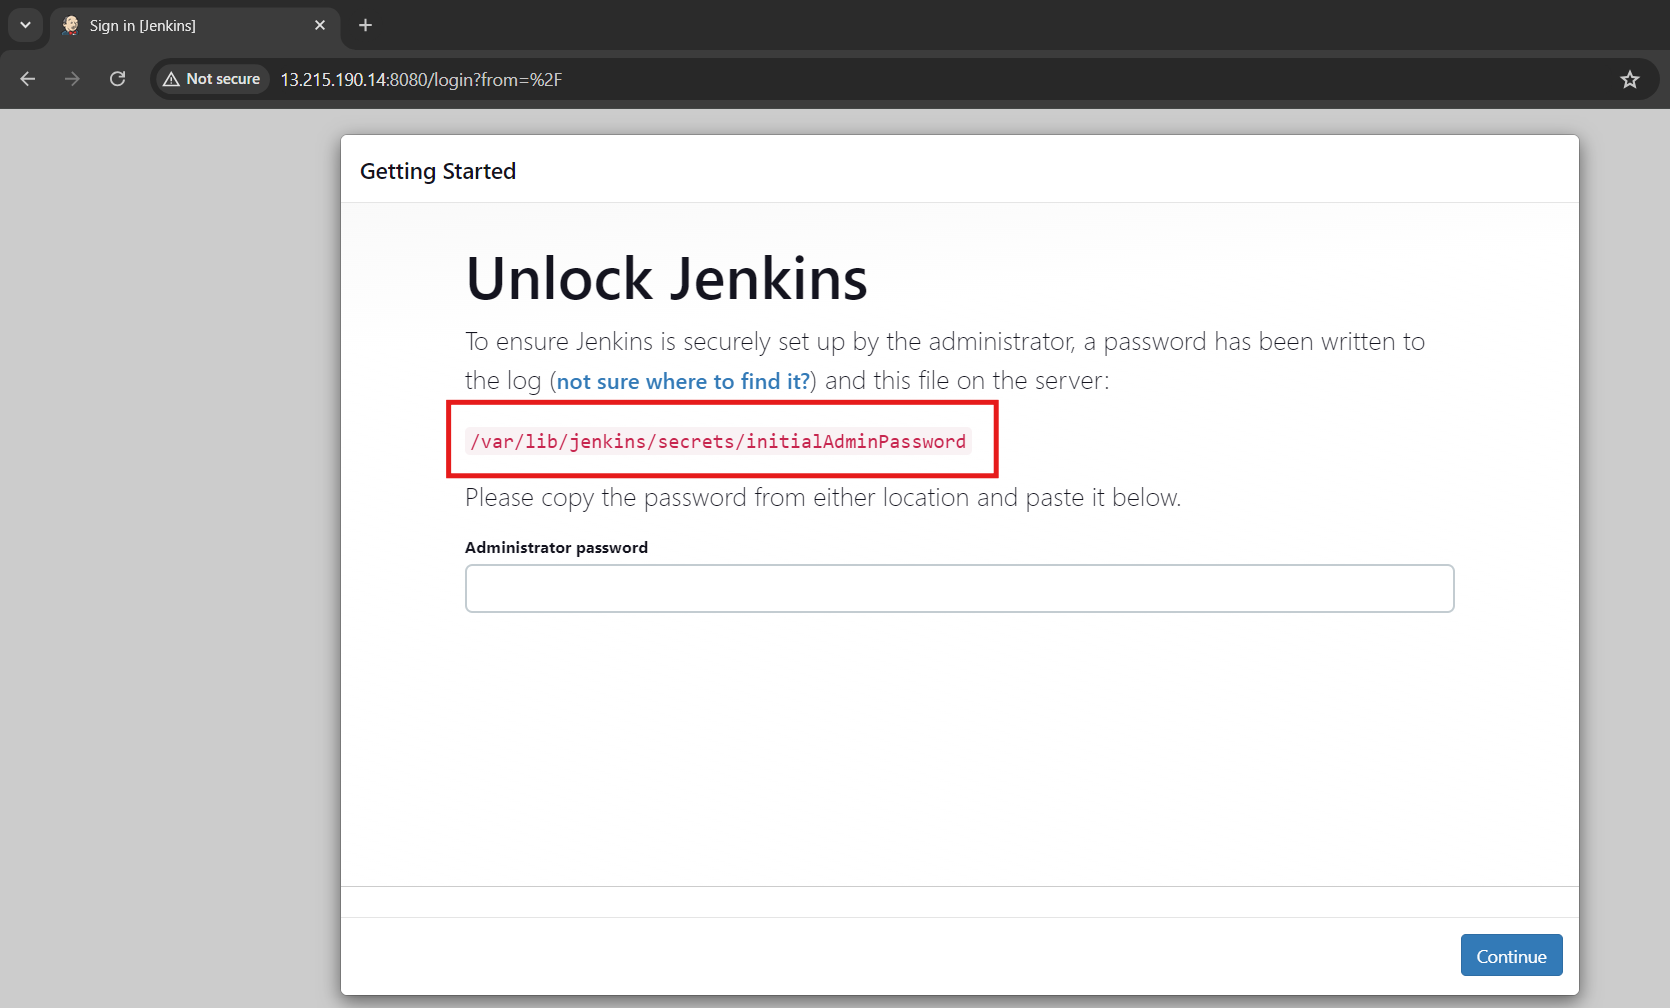 Sign in [Jenkins]
Not secure
13.215.190.14:8080/login?from=%2F
Getting Started
Unlock Jenkins
To ensure Jenkins is securely set up by the administrator, a password has been written to
the log (not sure where to find it?) and this file on the server:
/var/lib/jenkins/secrets/initialAdminPassword
Please copy the password from either location and paste it below.
Administrator password
Continue